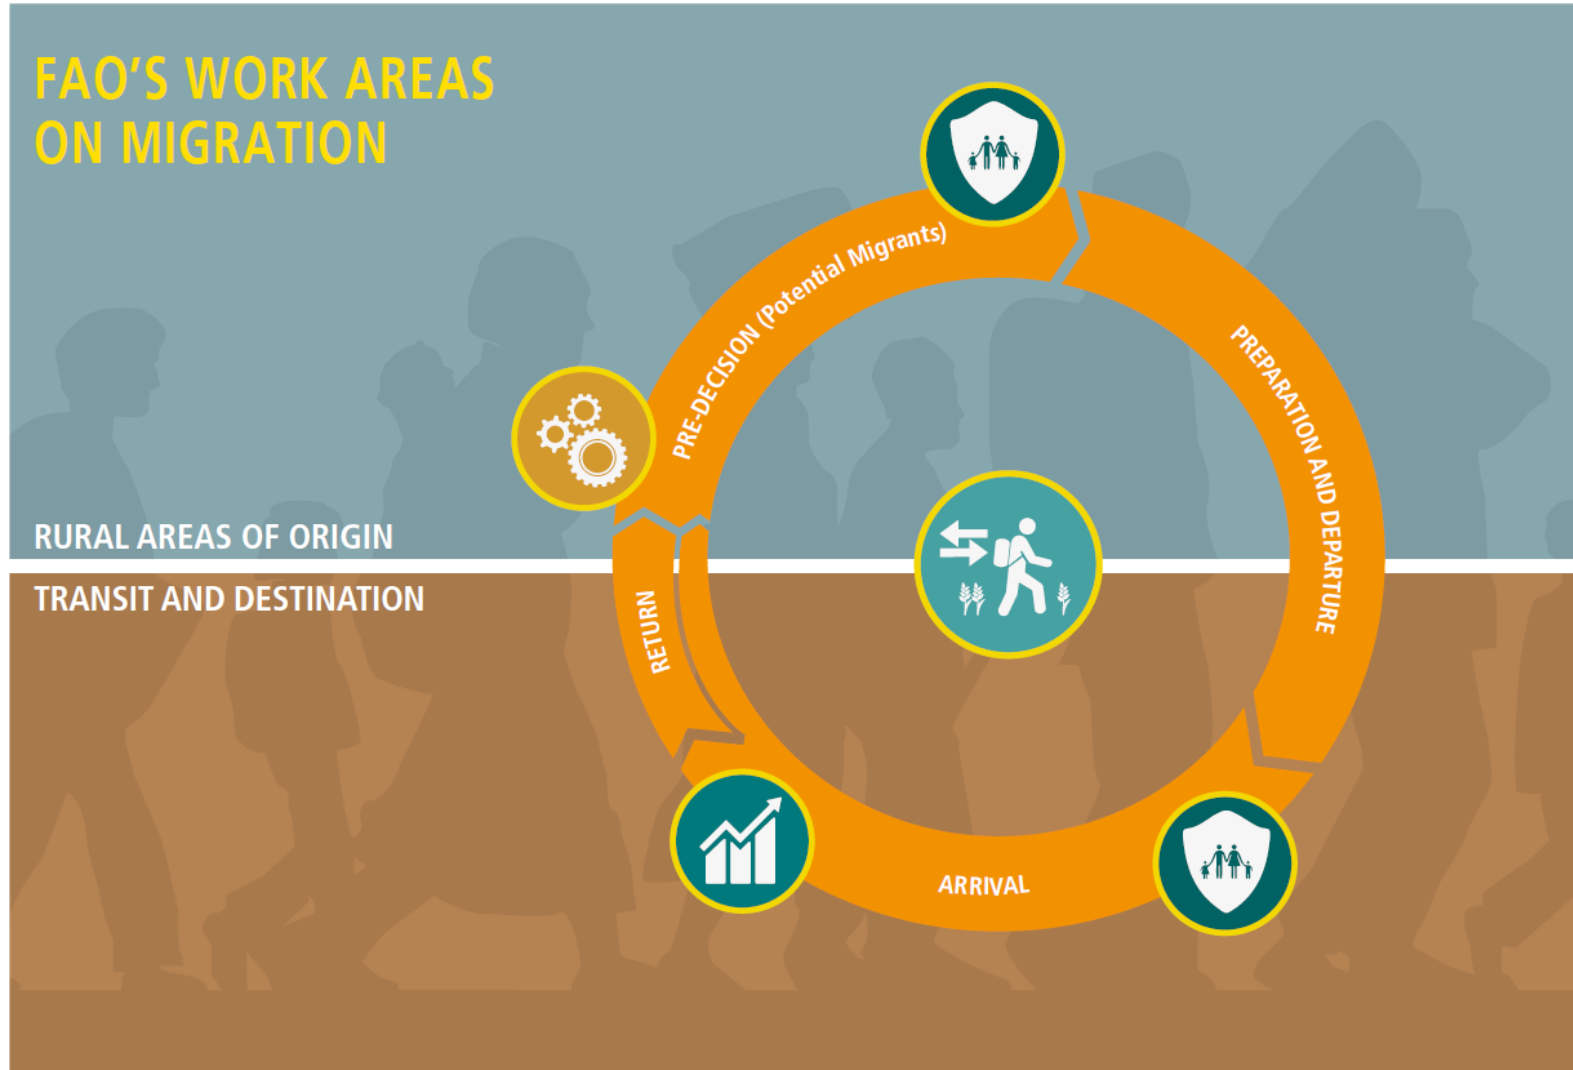 FAO'S WORK AREAS
ON MIGRATION
PRE-DECISION (Potential Migrants)
PREPARATION AND DEPARTURE
RURAL AREAS OF ORIGIN
TRANSIT AND DESTINATION
RETURN
ARRIVAL